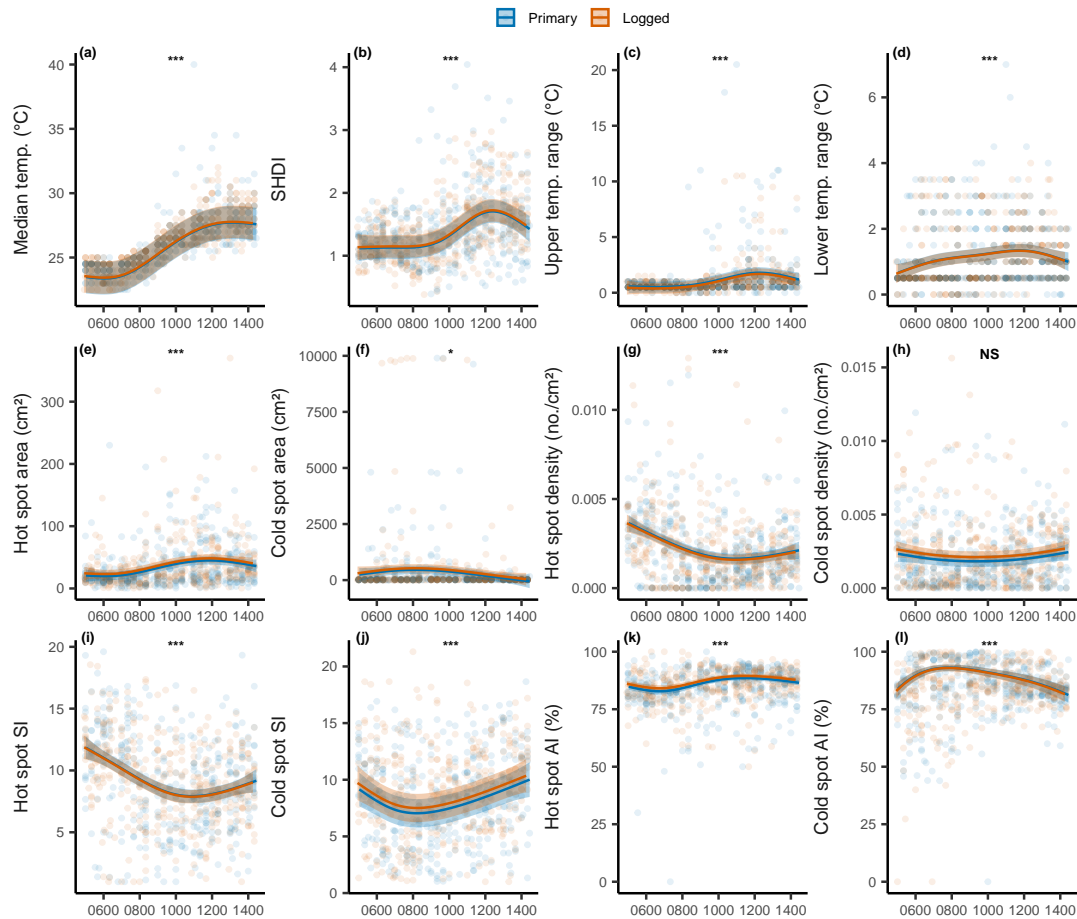 Primary Logged
(a) *** (b) *** (c) *** (d) ***
Median temp. (°C)
40
35
30
25
0600 0800 1000 1200 1400
SHDI
4
3
2
1
0600 0800 1000 1200 1400
Upper temp. range (°C)
20
15
10
5
0
0600 0800 1000 1200 1400
Lower temp. range (°C)
6
4
2
0
0600 0800 1000 1200 1400
(e) *** (f) * (g) *** (h) NS
Hot spot area (cm²)
300
200
100
0
0600 0800 1000 1200 1400
Cold spot area (cm²)
10000
7500
5000
2500
0
0600 0800 1000 1200 1400
Hot spot density (no./cm²)
0.010
0.005
0.000
0600 0800 1000 1200 1400
Cold spot density (no./cm²)
0.015
0.010
0.005
0.000
0600 0800 1000 1200 1400
(i) *** (j) *** (k) *** (l) ***
Hot spot SI
20
15
10
5
0600 0800 1000 1200 1400
Cold spot SI
20
15
10
5
0
0600 0800 1000 1200 1400
Hot spot AI (%)
100
75
50
25
0
0600 0800 1000 1200 1400
Cold spot AI (%)
100
75
50
25
0
0600 0800 1000 1200 1400